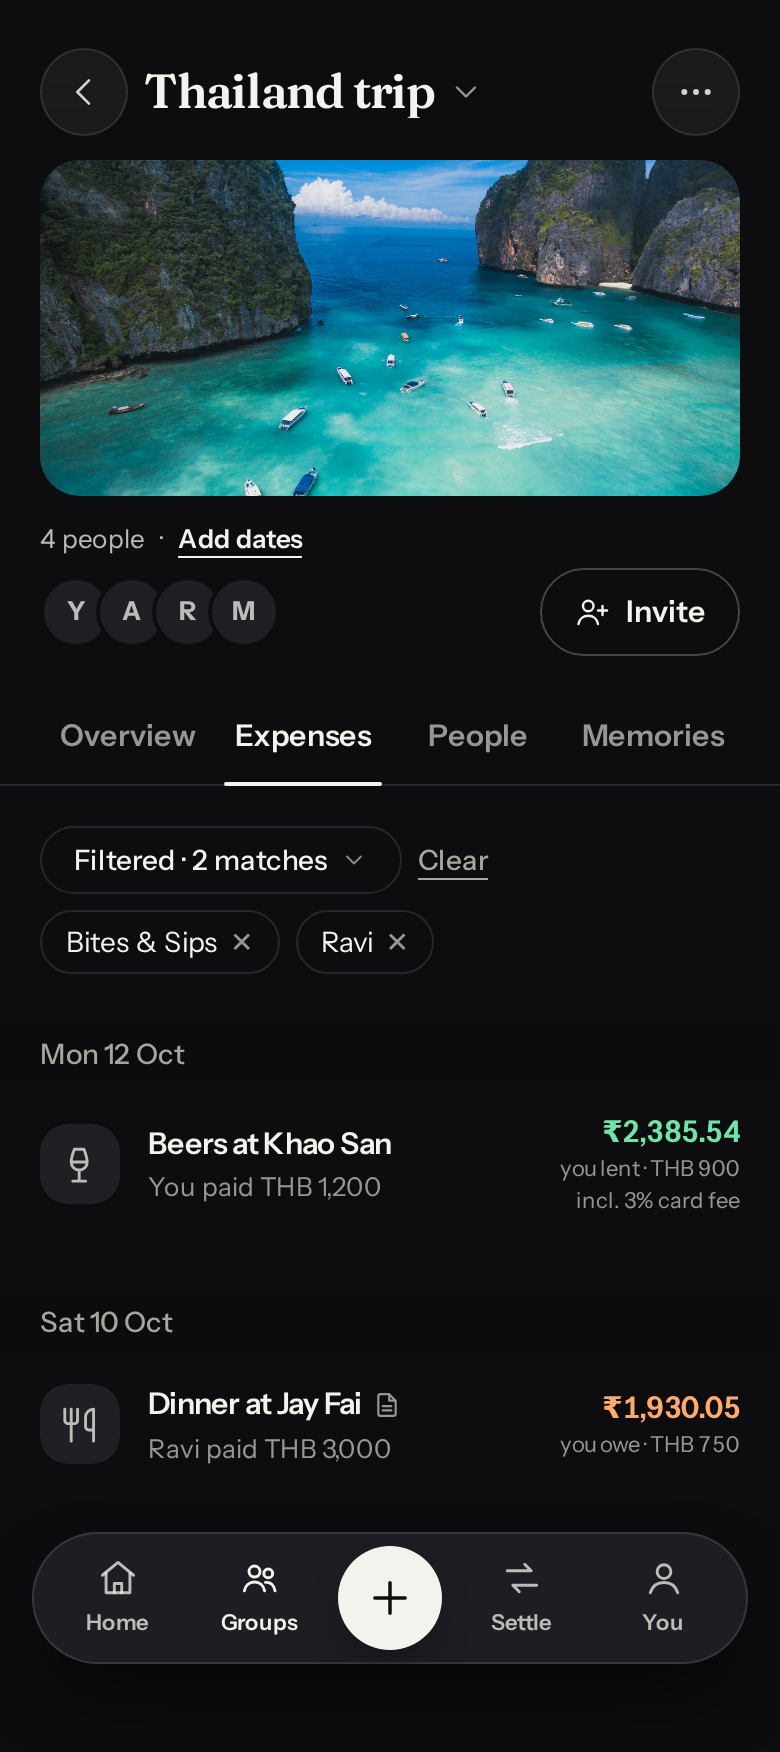 Thailand trip
4 people · Add dates
Y A R M
Invite
Overview Expenses People Memories
Filtered · 2 matches Clear
Bites & Sips Ravi
Mon 12 Oct
Beers at Khao San
You paid THB 1,200
₹2,385.54
you lent · THB 900
incl. 3% card fee
Sat 10 Oct
Dinner at Jay Fai
Ravi paid THB 3,000
₹1,930.05
you owe · THB 750
Home Groups Settle You